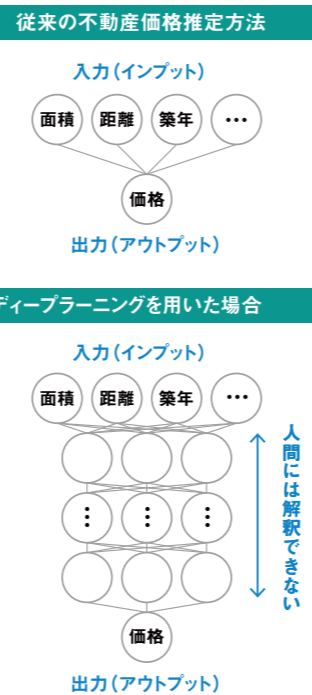 従来の不動産価格推定方法
入力（インプット）
面積 距離 築年 …
価格
出力（アウトプット）
ディープラーニングを用いた場合
入力（インプット）
面積 距離 築年 …
人間には解釈できない
⋮ ⋮ ⋮
価格
出力（アウトプット）